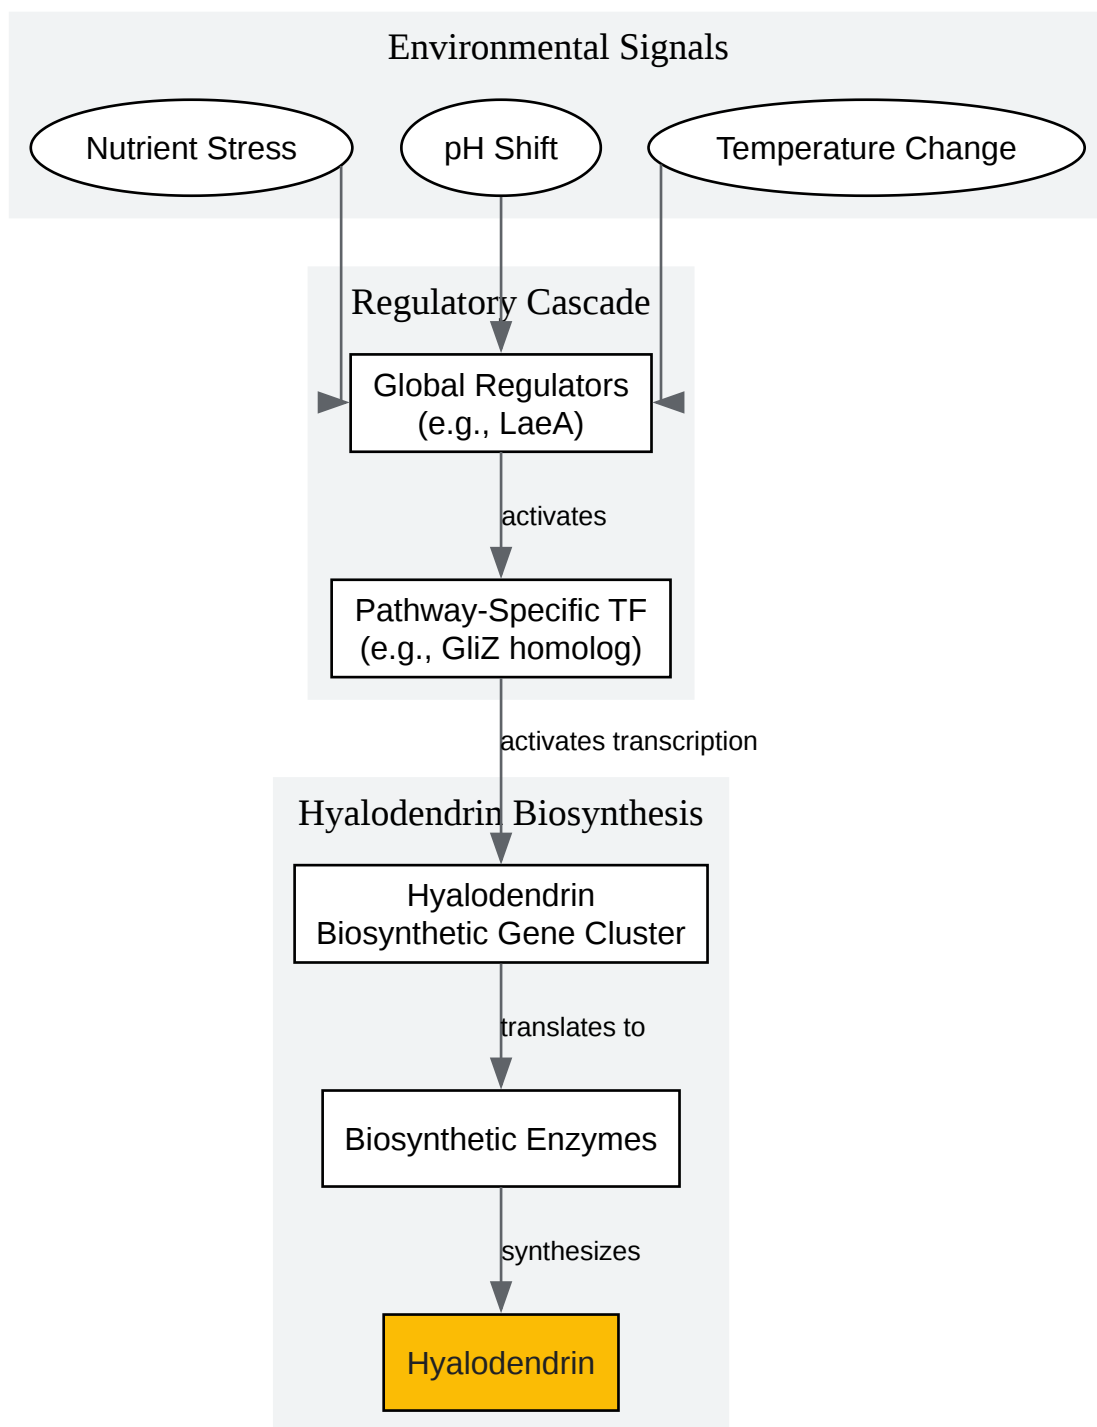 Environmental Signals
Nutrient Stress
pH Shift
Temperature Change
Regulatory Cascade
Global Regulators
(e.g., LaeA)
activates
Pathway-Specific TF
(e.g., GliZ homolog)
activates transcription
Hyalodendrin Biosynthesis
Hyalodendrin
Biosynthetic Gene Cluster
translates to
Biosynthetic Enzymes
synthesizes
Hyalodendrin